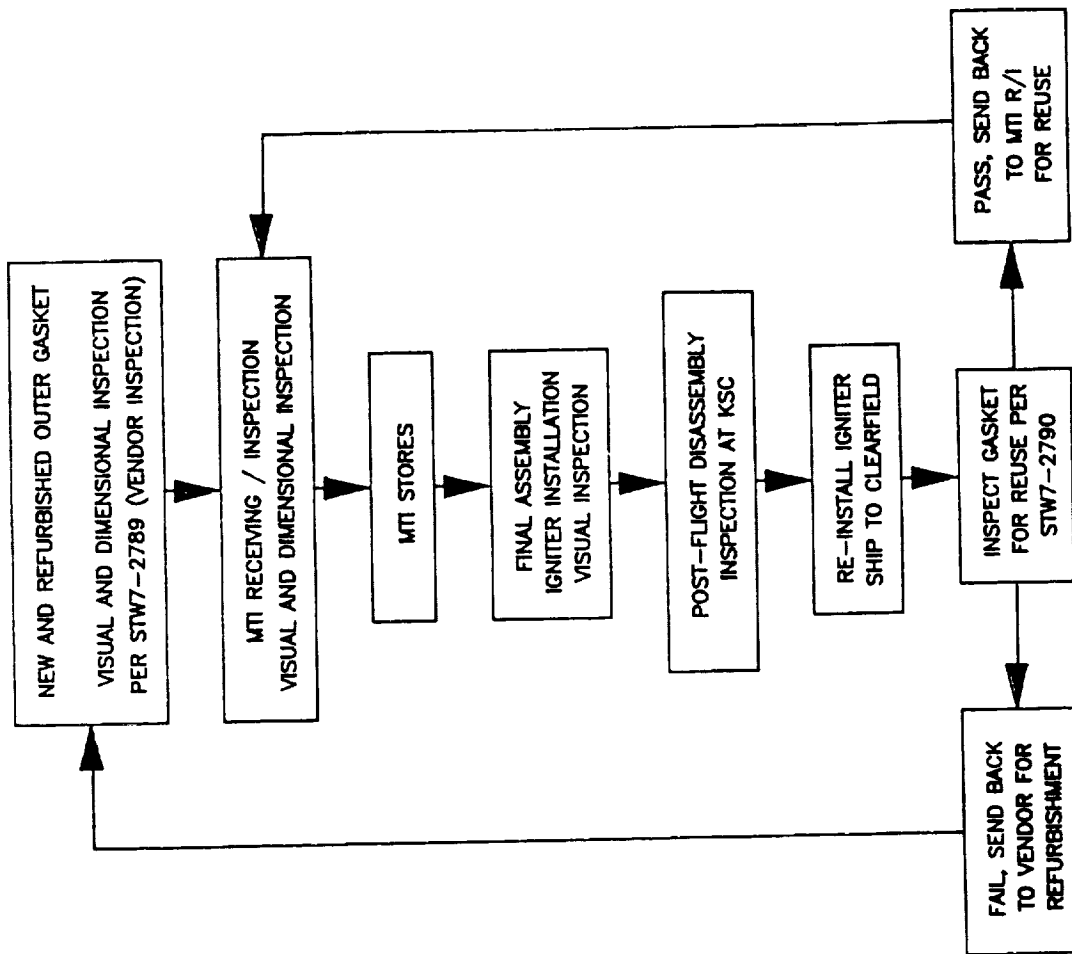 NEW AND REFURBISHED OUTER GASKET
VISUAL AND DIMENSIONAL INSPECTION
PER STW7-2789 (VENDOR INSPECTION)
MTI RECEIVING / INSPECTION
VISUAL AND DIMENSIONAL INSPECTION
MTI STORES
FINAL ASSEMBLY
IGNITER INSTALLATION
VISUAL INSPECTION
POST-FLIGHT DISASSEMBLY
INSPECTION AT KSC
RE-INSTALL IGNITER
SHIP TO CLEARFIELD
INSPECT GASKET
FOR REUSE PER
STW7-2790
FAIL, SEND BACK
TO VENDOR FOR
REFURBISHMENT
PASS, SEND BACK
TO MTI R/I
FOR REUSE